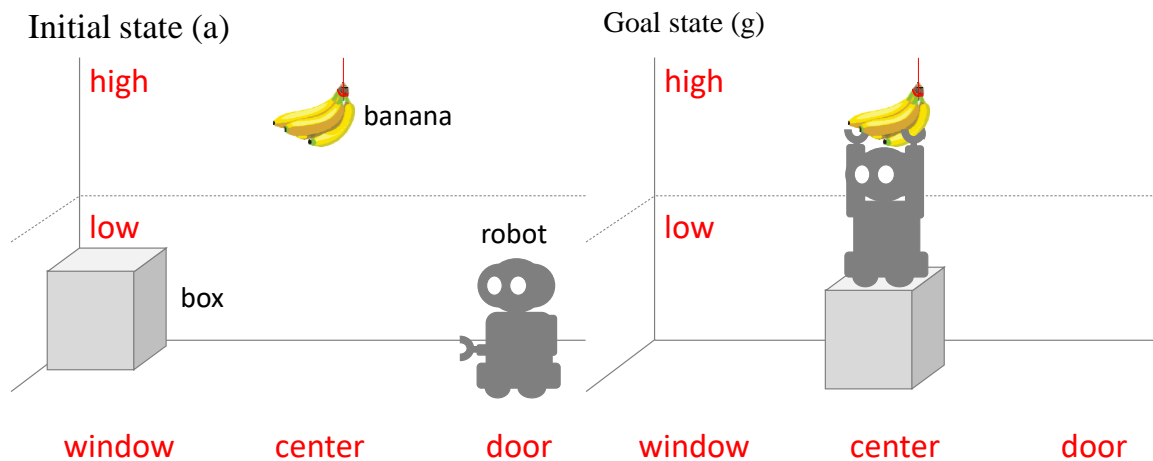 Initial state (a)
high
banana
low
robot
box
window center door
Goal state (g)
high
low
window center door